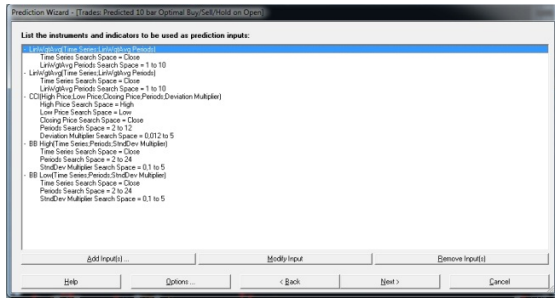 Prediction Wizard - [Trades: Predicted 10 bar Optimal Buy/Sell/Hold on Open]
List the instruments and indicators to be used as prediction inputs:
- LinWgtAvg(Time Series;LinWgtAvg Periods)
Time Series Search Space = Close
LinWgtAvg Periods Search Space = 1 to 10
- LinWgtAvg(Time Series;LinWgtAvg Periods)
Time Series Search Space = Close
LinWgtAvg Periods Search Space = 1 to 10
- CCI(High Price;Low Price;Closing Price;Periods;Deviation Multiplier)
High Price Search Space = High
Low Price Search Space = Low
Closing Price Search Space = Close
Periods Search Space = 2 to 12
Deviation Multiplier Search Space = 0,012 to 5
- BB High(Time Series;Periods;StndDev Multiplier)
Time Series Search Space = Close
Periods Search Space = 2 to 24
StndDev Multiplier Search Space = 0,1 to 5
- BB Low(Time Series;Periods;StndDev Multiplier)
Time Series Search Space = Close
Periods Search Space = 2 to 24
StndDev Multiplier Search Space = 0,1 to 5
Add Input(s) ... Modify Input Remove Input(s)
Help Options ... < Back Next > Cancel